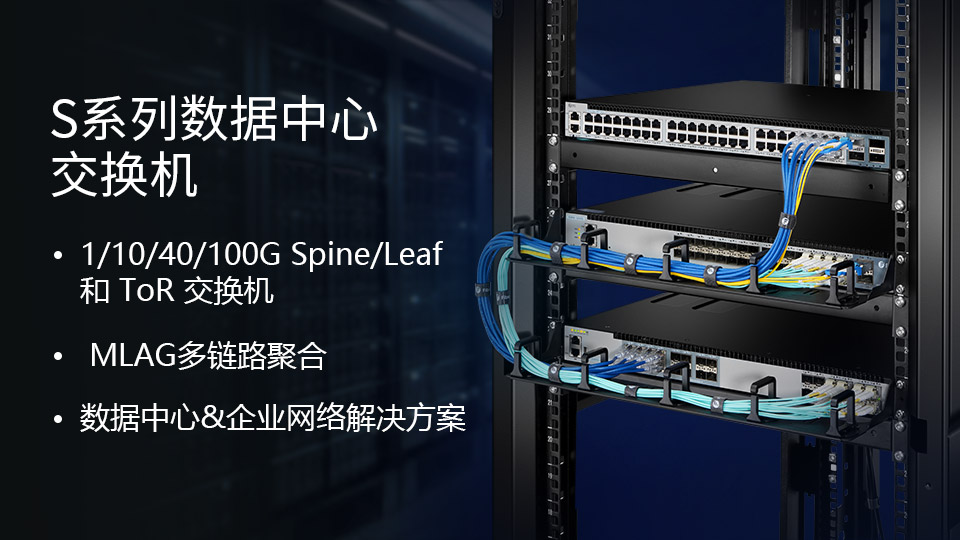 S系列数据中心
交换机
• 1/10/40/100G Spine/Leaf
和 ToR 交换机
• MLAG多链路聚合
• 数据中心&企业网络解决方案